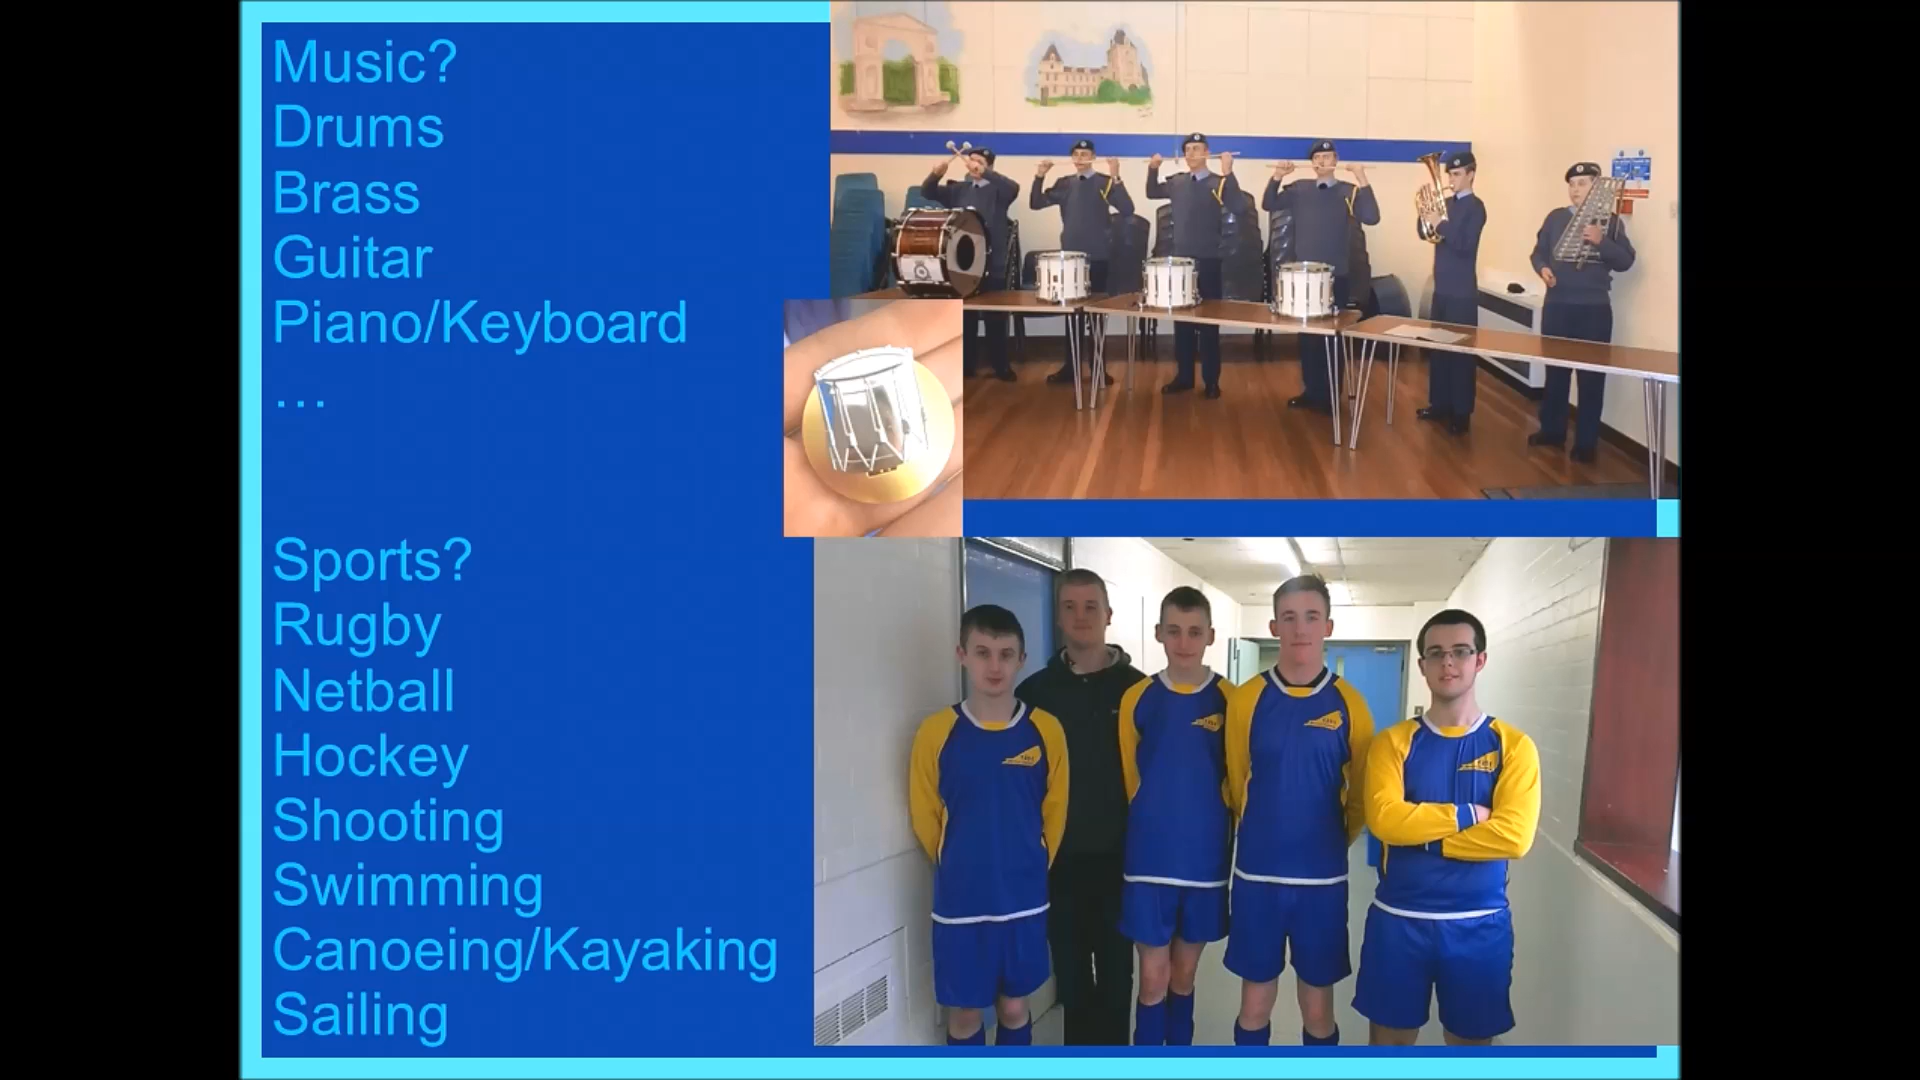 Music?
Drums
Brass
Guitar
Piano/Keyboard
...
Sports?
Rugby
Netball
Hockey
Shooting
Swimming
Canoeing/Kayaking
Sailing